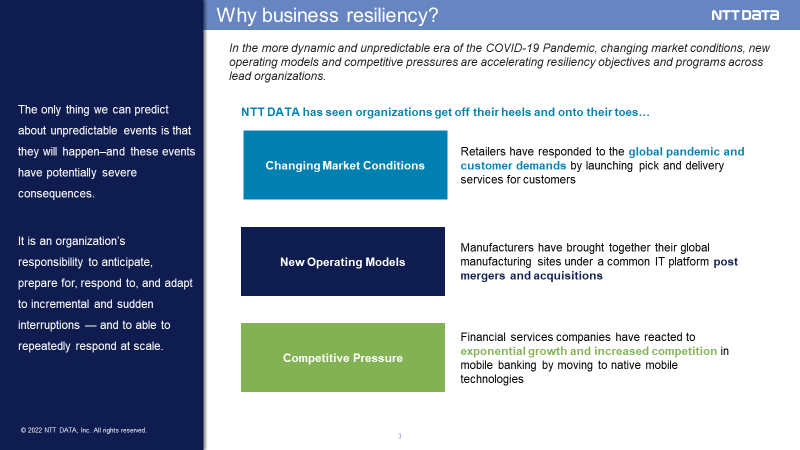 Why business resiliency?
NTT DATA
In the more dynamic and unpredictable era of the COVID-19 Pandemic, changing market conditions, new
operating models and competitive pressures are accelerating resiliency objectives and programs across
lead organizations.
The only thing we can predict
about unpredictable events is that
they will happen–and these events
have potentially severe
consequences.
It is an organization's
responsibility to anticipate,
prepare for, respond to, and adapt
to incremental and sudden
interruptions — and to able to
repeatedly respond at scale.
NTT DATA has seen organizations get off their heels and onto their toes…
Changing Market Conditions
Retailers have responded to the global pandemic and
customer demands by launching pick and delivery
services for customers
New Operating Models
Manufacturers have brought together their global
manufacturing sites under a common IT platform post
mergers and acquisitions
Competitive Pressure
Financial services companies have reacted to
exponential growth and increased competition in
mobile banking by moving to native mobile
technologies
© 2022 NTT DATA, Inc. All rights reserved.
3